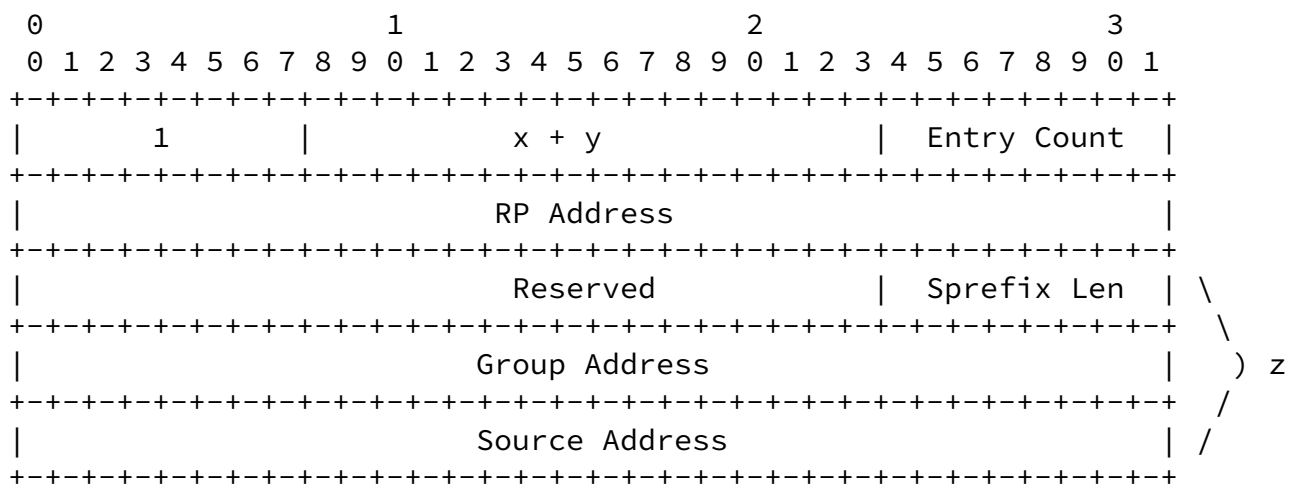 0                   1                   2                   3
 0 1 2 3 4 5 6 7 8 9 0 1 2 3 4 5 6 7 8 9 0 1 2 3 4 5 6 7 8 9 0 1
+-+-+-+-+-+-+-+-+-+-+-+-+-+-+-+-+-+-+-+-+-+-+-+-+-+-+-+-+-+-+-+-+
|       1       |           x + y               |  Entry Count  |
+-+-+-+-+-+-+-+-+-+-+-+-+-+-+-+-+-+-+-+-+-+-+-+-+-+-+-+-+-+-+-+-+
|                          RP Address                           |
+-+-+-+-+-+-+-+-+-+-+-+-+-+-+-+-+-+-+-+-+-+-+-+-+-+-+-+-+-+-+-+-+
|                           Reserved            |  Sprefix Len  | \
+-+-+-+-+-+-+-+-+-+-+-+-+-+-+-+-+-+-+-+-+-+-+-+-+-+-+-+-+-+-+-+-+  \
|                         Group Address                         |   ) z
+-+-+-+-+-+-+-+-+-+-+-+-+-+-+-+-+-+-+-+-+-+-+-+-+-+-+-+-+-+-+-+-+  /
|                         Source Address                        | /
+-+-+-+-+-+-+-+-+-+-+-+-+-+-+-+-+-+-+-+-+-+-+-+-+-+-+-+-+-+-+-+-+